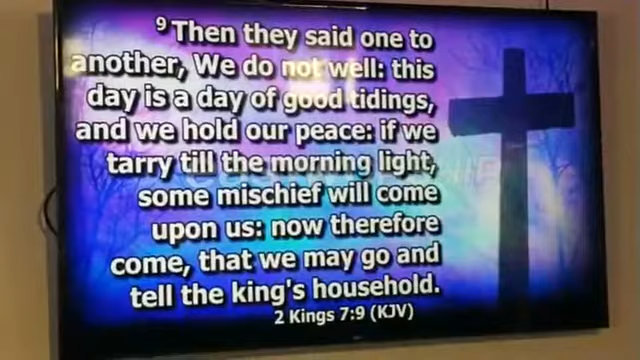 9 Then they said one to
another, We do not well: this
day is a day of good tidings,
and we hold our peace: if we
tarry till the morning light,
some mischief will come
upon us: now therefore
come, that we may go and
tell the king's household.
2 Kings 7:9 (KJV)